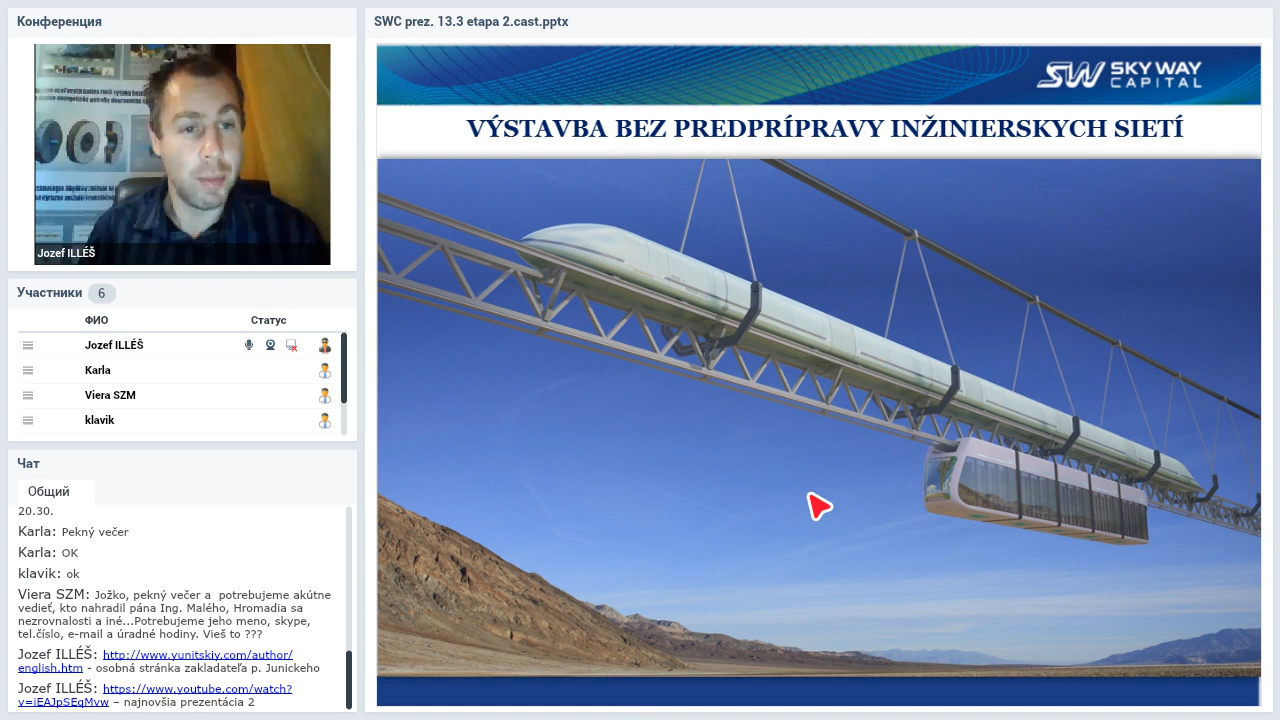 Конференция
Jozef ILLÉŠ
Участники 6
ФИО Статус
Jozef ILLÉŠ
Karla
Viera SZM
klavik
Чат
Общий
20.30.
Karla: Pekný večer
Karla: OK
klavik: ok
Viera SZM: Jožko, pekný večer a potrebujeme akútne
vedieť, kto nahradil pána Ing. Malého, Hromadia sa
nezrovnalosti a iné...Potrebujeme jeho meno, skype,
tel.číslo, e-mail a úradné hodiny. Vieš to ???
Jozef ILLÉŠ: http://www.yunitskiy.com/author/
english.htm - osobná stránka zakladateľa p. Junickeho
Jozef ILLÉŠ: https://www.youtube.com/watch?
v=iEAJpSEqMvw – najnovšia prezentácia 2
SWC prez. 13.3 etapa 2.cast.pptx
SW SKY WAY
CAPITAL
VÝSTAVBA BEZ PREDPRÍPRAVY INŽINIERSKYCH SIETÍ